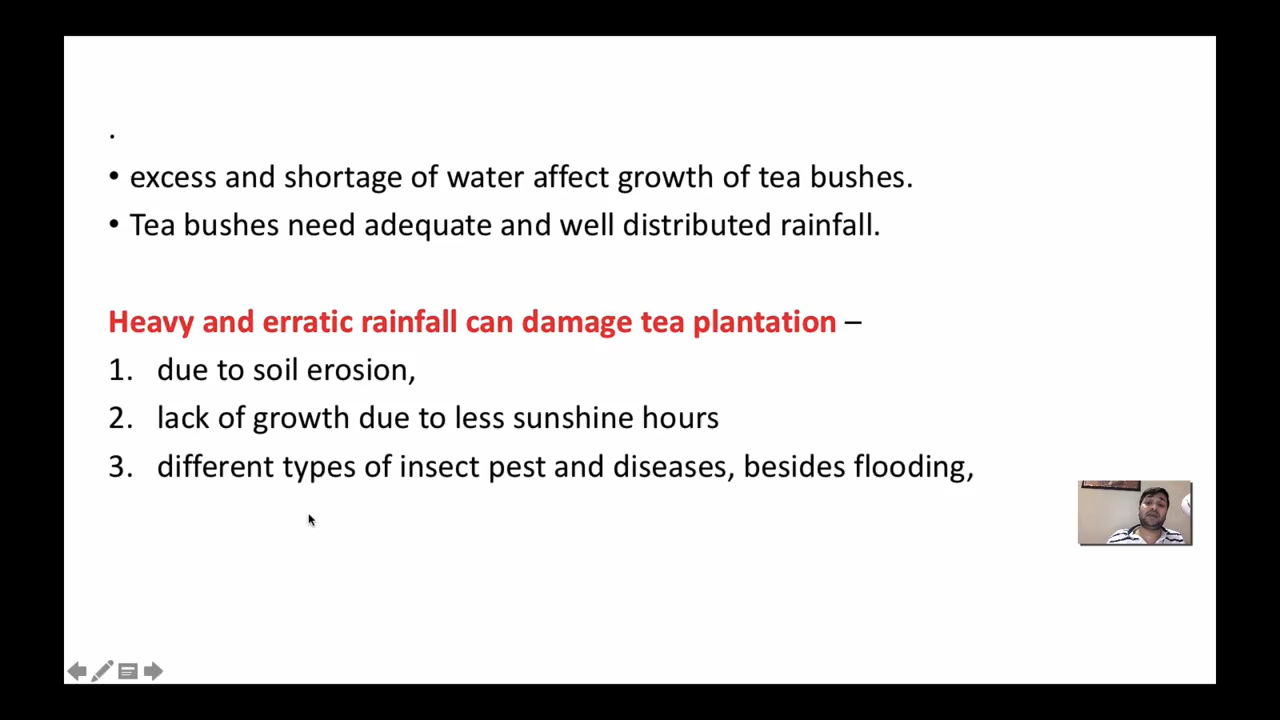 .
• excess and shortage of water affect growth of tea bushes.
• Tea bushes need adequate and well distributed rainfall.
Heavy and erratic rainfall can damage tea plantation –
1. due to soil erosion,
2. lack of growth due to less sunshine hours
3. different types of insect pest and diseases, besides flooding,